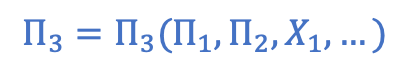 Π₃ = Π₃(Π₁, Π₂, X₁, …)